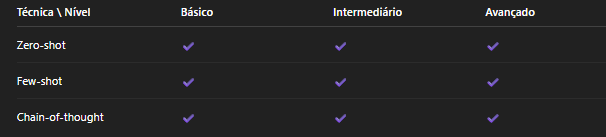 Técnica \ Nível Básico Intermediário Avançado
Zero-shot ✓ ✓ ✓
Few-shot ✓ ✓ ✓
Chain-of-thought ✓ ✓ ✓